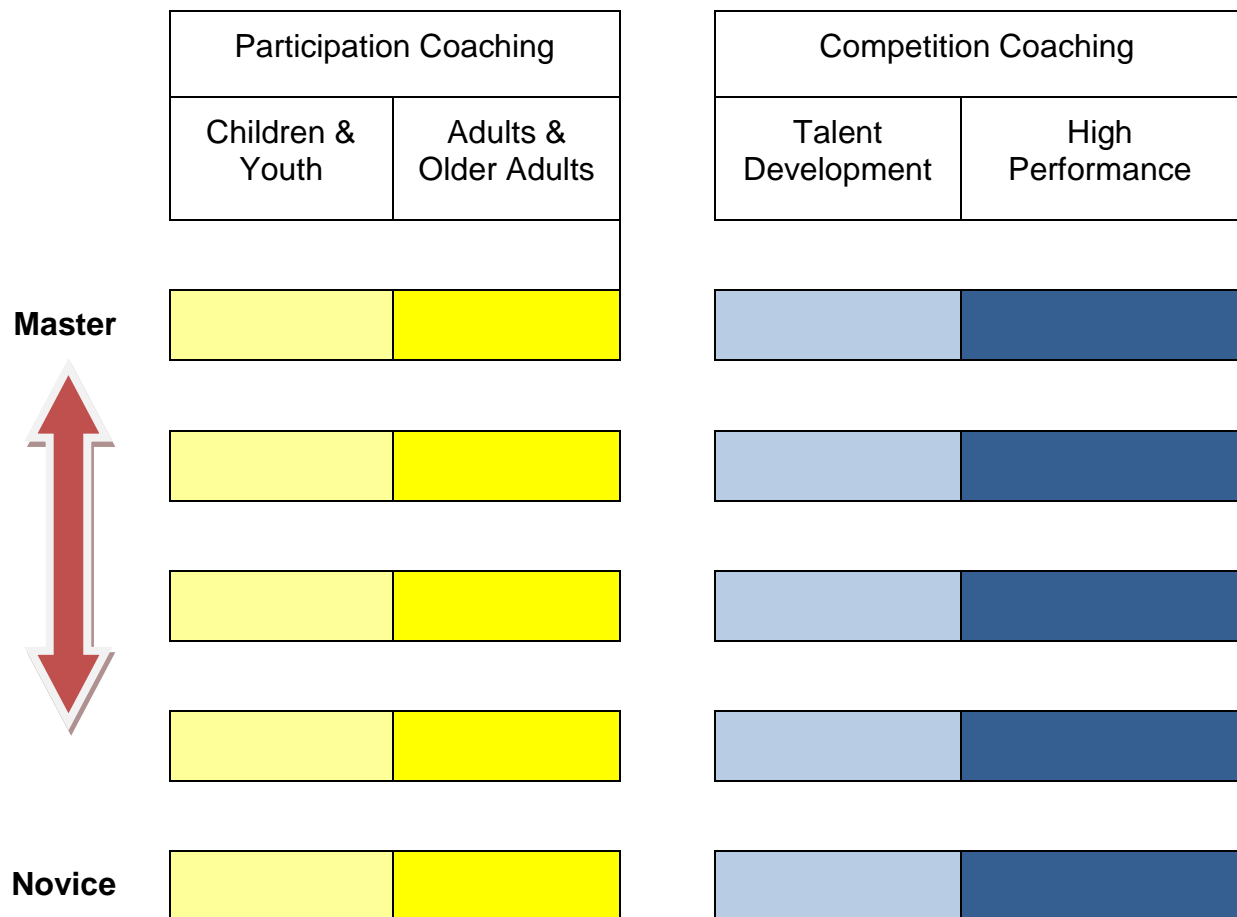 Participation Coaching
Competition Coaching
Children &
Youth
Adults &
Older Adults
Talent
Development
High
Performance
Master
Novice